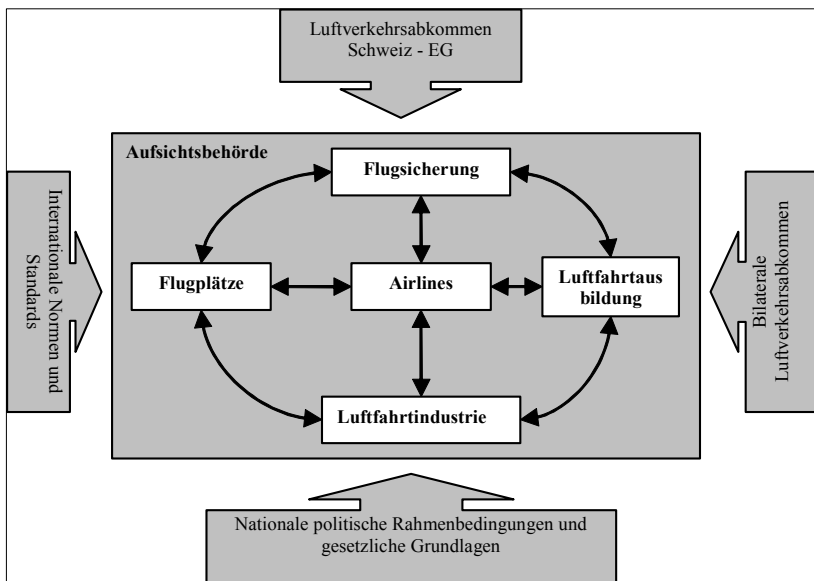 Luftverkehrsabkommen
Schweiz - EG
Aufsichtsbehörde
Flugsicherung
Internationale Normen und
Standards
Flugplätze
Airlines
Luftfahrtaus
bildung
Bilaterale
Luftverkehrsabkommen
Luftfahrtindustrie
Nationale politische Rahmenbedingungen und
gesetzliche Grundlagen